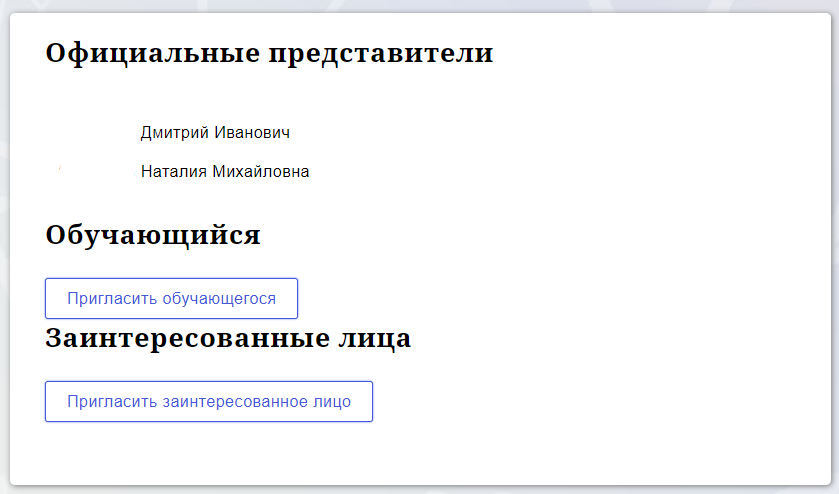 Официальные представители
Дмитрий Иванович
Наталия Михайловна
Обучающийся
Пригласить обучающегося
Заинтересованные лица
Пригласить заинтересованное лицо